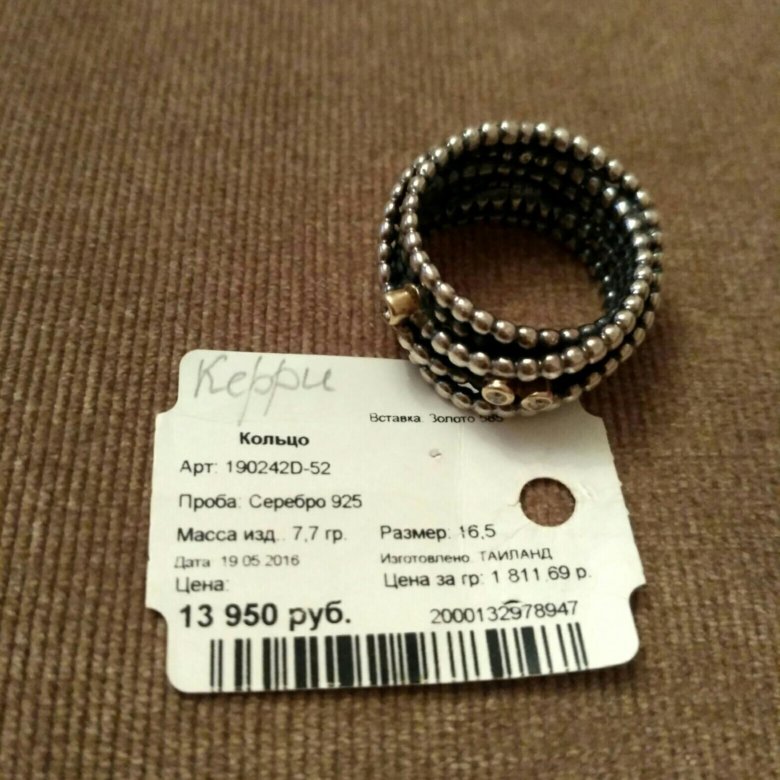 Керри
Вставка. Золото 585
Кольцо
Арт: 190242D-52
Проба: Серебро 925
Масса изд.: 7,7 гр. Размер: 16,5
Дата 19.05.2016 Изготовлено. ТАИЛАНД
Цена: Цена за гр: 1 811.69 р.
13 950 руб. 2000132978947